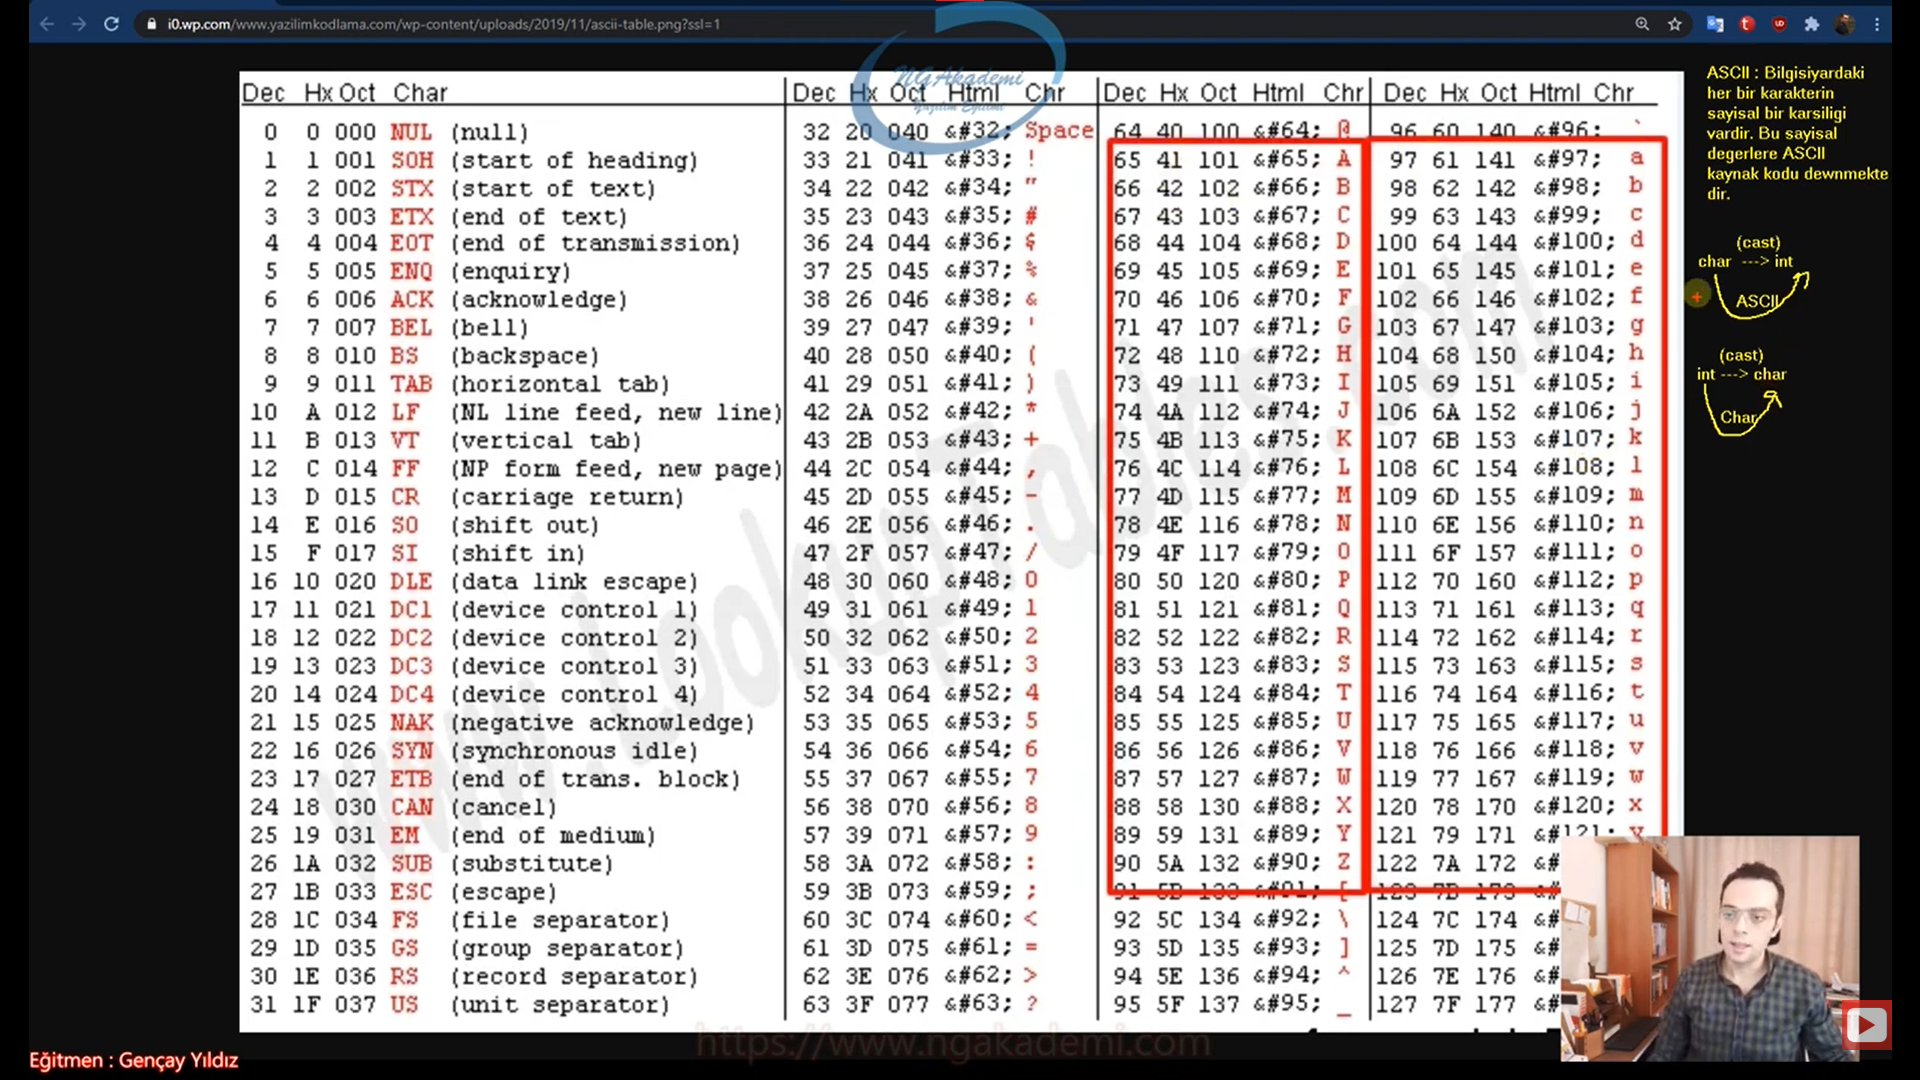 i0.wp.com/www.yazilimkodlama.com/wp-content/uploads/2019/11/ascii-table.png?ssl=1
NGAkademi
Yazılım Eğitimi
Dec Hx Oct Char Dec Hx Oct Html Chr Dec Hx Oct Html Chr Dec Hx Oct Html Chr
0 0 000 NUL (null) 32 20 040 &#32; Space 64 40 100 &#64; @ 96 60 140 &#96; `
1 1 001 SOH (start of heading) 33 21 041 &#33; ! 65 41 101 &#65; A 97 61 141 &#97; a
2 2 002 STX (start of text) 34 22 042 &#34; " 66 42 102 &#66; B 98 62 142 &#98; b
3 3 003 ETX (end of text) 35 23 043 &#35; # 67 43 103 &#67; C 99 63 143 &#99; c
4 4 004 EOT (end of transmission) 36 24 044 &#36; $ 68 44 104 &#68; D 100 64 144 &#100; d
5 5 005 ENQ (enquiry) 37 25 045 &#37; % 69 45 105 &#69; E 101 65 145 &#101; e
6 6 006 ACK (acknowledge) 38 26 046 &#38; & 70 46 106 &#70; F 102 66 146 &#102; f
7 7 007 BEL (bell) 39 27 047 &#39; ' 71 47 107 &#71; G 103 67 147 &#103; g
8 8 010 BS (backspace) 40 28 050 &#40; ( 72 48 110 &#72; H 104 68 150 &#104; h
9 9 011 TAB (horizontal tab) 41 29 051 &#41; ) 73 49 111 &#73; I 105 69 151 &#105; i
10 A 012 LF (NL line feed, new line) 42 2A 052 &#42; * 74 4A 112 &#74; J 106 6A 152 &#106; j
11 B 013 VT (vertical tab) 43 2B 053 &#43; + 75 4B 113 &#75; K 107 6B 153 &#107; k
12 C 014 FF (NP form feed, new page) 44 2C 054 &#44; , 76 4C 114 &#76; L 108 6C 154 &#108; l
13 D 015 CR (carriage return) 45 2D 055 &#45; - 77 4D 115 &#77; M 109 6D 155 &#109; m
14 E 016 SO (shift out) 46 2E 056 &#46; . 78 4E 116 &#78; N 110 6E 156 &#110; n
15 F 017 SI (shift in) 47 2F 057 &#47; / 79 4F 117 &#79; O 111 6F 157 &#111; o
16 10 020 DLE (data link escape) 48 30 060 &#48; 0 80 50 120 &#80; P 112 70 160 &#112; p
17 11 021 DC1 (device control 1) 49 31 061 &#49; 1 81 51 121 &#81; Q 113 71 161 &#113; q
18 12 022 DC2 (device control 2) 50 32 062 &#50; 2 82 52 122 &#82; R 114 72 162 &#114; r
19 13 023 DC3 (device control 3) 51 33 063 &#51; 3 83 53 123 &#83; S 115 73 163 &#115; s
20 14 024 DC4 (device control 4) 52 34 064 &#52; 4 84 54 124 &#84; T 116 74 164 &#116; t
21 15 025 NAK (negative acknowledge) 53 35 065 &#53; 5 85 55 125 &#85; U 117 75 165 &#117; u
22 16 026 SYN (synchronous idle) 54 36 066 &#54; 6 86 56 126 &#86; V 118 76 166 &#118; v
23 17 027 ETB (end of trans. block) 55 37 067 &#55; 7 87 57 127 &#87; W 119 77 167 &#119; w
24 18 030 CAN (cancel) 56 38 070 &#56; 8 88 58 130 &#88; X 120 78 170 &#120; x
25 19 031 EM (end of medium) 57 39 071 &#57; 9 89 59 131 &#89; Y 121 79 171 &#121; y
26 1A 032 SUB (substitute) 58 3A 072 &#58; : 90 5A 132 &#90; Z 122 7A 172 &#
27 1B 033 ESC (escape) 59 3B 073 &#59; ; 91 5B 133 &#91; [ 123 7B 173 &#
28 1C 034 FS (file separator) 60 3C 074 &#60; < 92 5C 134 &#92; \ 124 7C 174 &#
29 1D 035 GS (group separator) 61 3D 075 &#61; = 93 5D 135 &#93; ] 125 7D 175 &#
30 1E 036 RS (record separator) 62 3E 076 &#62; > 94 5E 136 &#94; ^ 126 7E 176 &#
31 1F 037 US (unit separator) 63 3F 077 &#63; ? 95 5F 137 &#95; _ 127 7F 177 &#
www.LookupTables.com
ASCII : Bilgisiyardaki
her bir karakterin
sayisal bir karsiligi
vardir. Bu sayisal
degerlere ASCII
kaynak kodu dewnmekte
dir.
(cast)
char ---> int
ASCII
(cast)
int ---> char
Char
https://www.ngakademi.com
Eğitmen : Gençay Yıldız